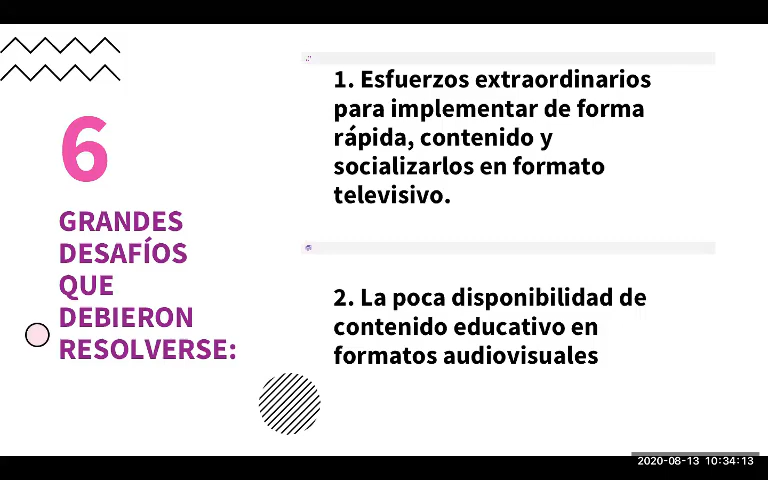 6
GRANDES
DESAFÍOS
QUE
DEBIERON
RESOLVERSE:
1. Esfuerzos extraordinarios
para implementar de forma
rápida, contenido y
socializarlos en formato
televisivo.
2. La poca disponibilidad de
contenido educativo en
formatos audiovisuales
2020-08-13 10:34:13